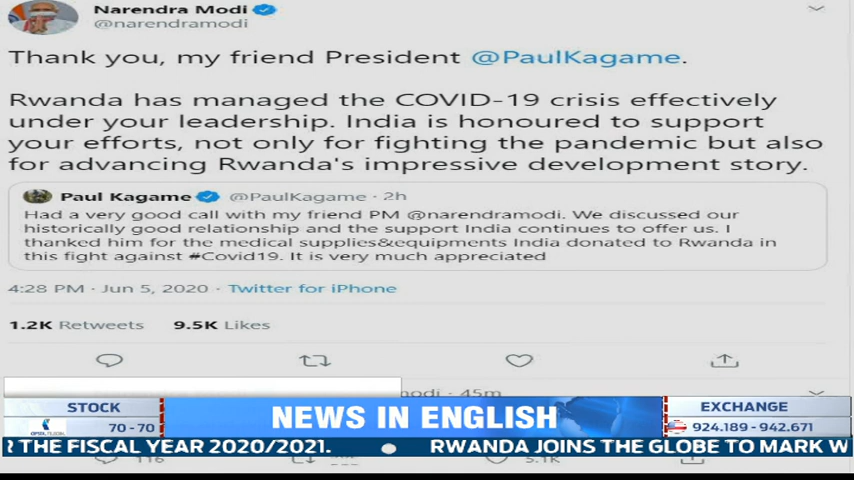 Narendra Modi
@narendramodi
Thank you, my friend President @PaulKagame.
Rwanda has managed the COVID-19 crisis effectively
under your leadership. India is honoured to support
your efforts, not only for fighting the pandemic but also
for advancing Rwanda's impressive development story.
Paul Kagame @PaulKagame · 2h
Had a very good call with my friend PM @narendramodi. We discussed our
historically good relationship and the support India continues to offer us. I
thanked him for the medical supplies&equipments India donated to Rwanda in
this fight against #Covid19. It is very much appreciated
4:28 PM · Jun 5, 2020 · Twitter for iPhone
1.2K Retweets 9.5K Likes
modi · 45m
STOCK
70 - 70
NEWS IN ENGLISH
EXCHANGE
924.189 - 942.671
THE FISCAL YEAR 2020/2021. RWANDA JOINS THE GLOBE TO MARK W
116
5.1K